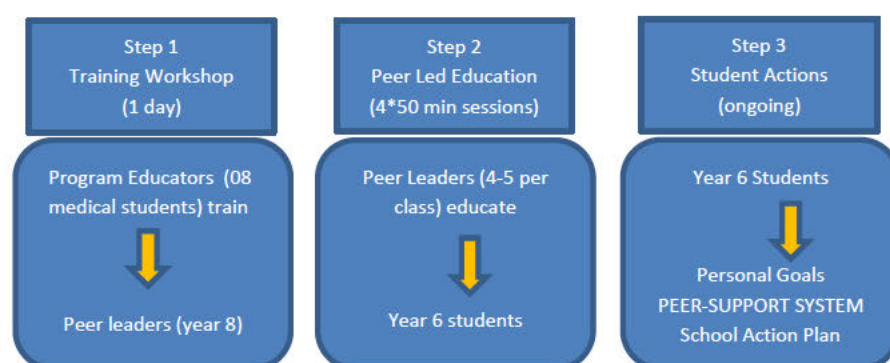 Step 1
Training Workshop
(1 day)
Program Educators (08
medical students) train
Peer leaders (year 8)
Step 2
Peer Led Education
(4*50 min sessions)
Peer Leaders (4-5 per
class) educate
Year 6 students
Step 3
Student Actions
(ongoing)
Year 6 Students
Personal Goals
PEER-SUPPORT SYSTEM
School Action Plan